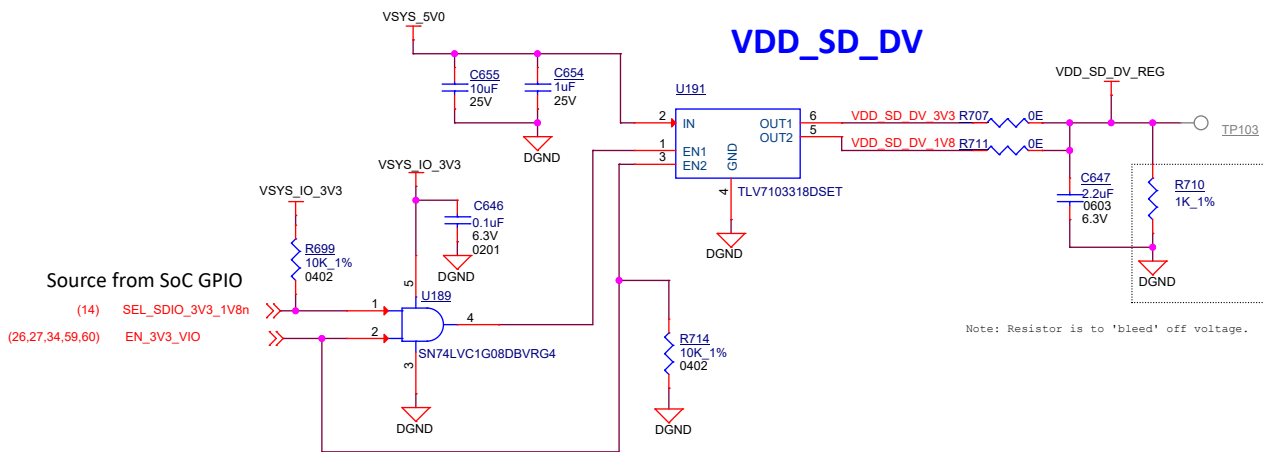 VDD_SD_DV
VSYS_5V0
C655
10uF
25V
C654
1uF
25V
DGND
U191
2
IN
1
EN1
3
EN2
GND
4
OUT1
6
OUT2
5
TLV7103318DSET
DGND
VDD_SD_DV_3V3
R707
0E
VDD_SD_DV_1V8
R711
0E
VDD_SD_DV_REG
TP103
C647
2.2uF
0603
6.3V
R710
1K_1%
DGND
Note: Resistor is to 'bleed' off voltage.
VSYS_IO_3V3
VSYS_IO_3V3
C646
0.1uF
6.3V
0201
DGND
R699
10K_1%
0402
Source from SoC GPIO
(14) SEL_SDIO_3V3_1V8n
(26,27,34,59,60) EN_3V3_VIO
5
U189
1
2
4
3
SN74LVC1G08DBVRG4
DGND
R714
10K_1%
0402
DGND